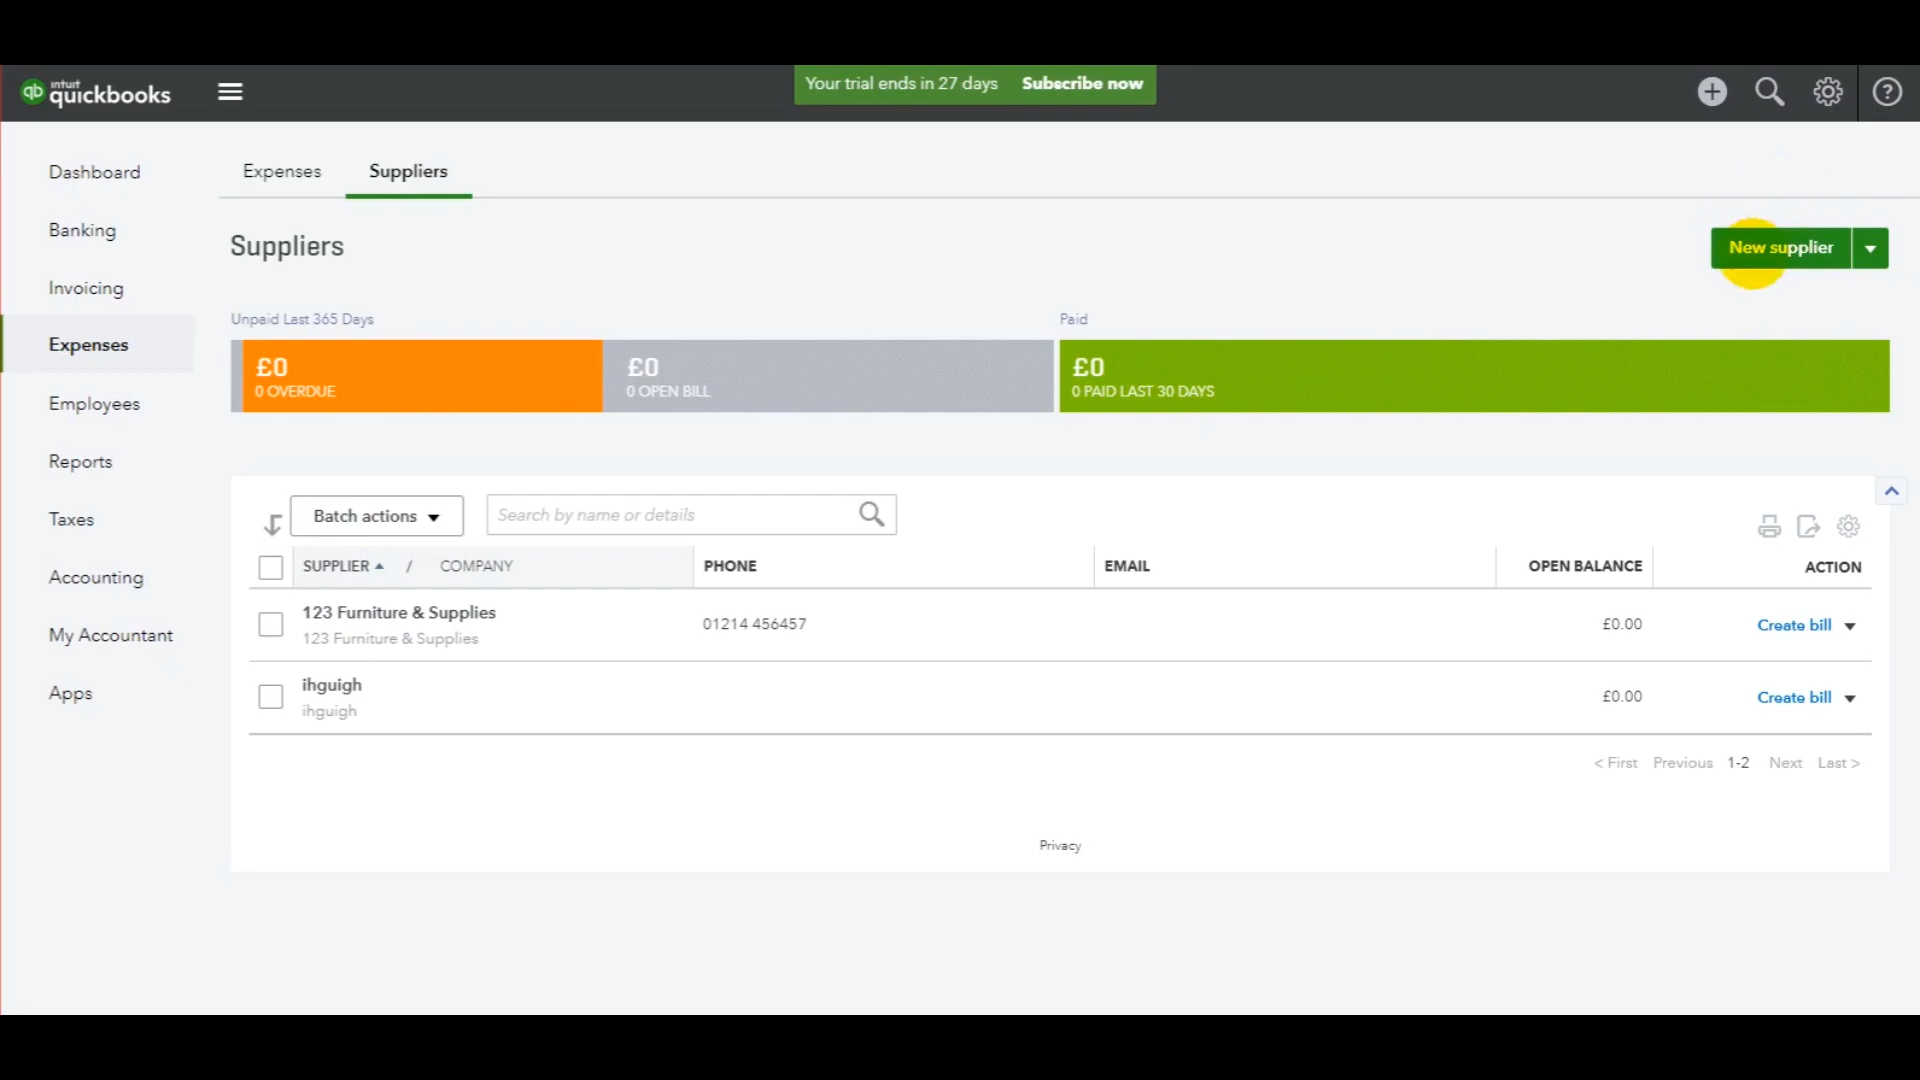 intuit
quickbooks
Your trial ends in 27 days Subscribe now
Dashboard
Banking
Invoicing
Expenses
Employees
Reports
Taxes
Accounting
My Accountant
Apps
Expenses Suppliers
Suppliers
New supplier
Unpaid Last 365 Days Paid
£0 £0 £0
0 OVERDUE 0 OPEN BILL 0 PAID LAST 30 DAYS
Batch actions Search by name or details
SUPPLIER / COMPANY PHONE EMAIL OPEN BALANCE ACTION
123 Furniture & Supplies
123 Furniture & Supplies
01214 456457 £0.00 Create bill
ihguigh
ihguigh
£0.00 Create bill
< First Previous 1-2 Next Last >
Privacy